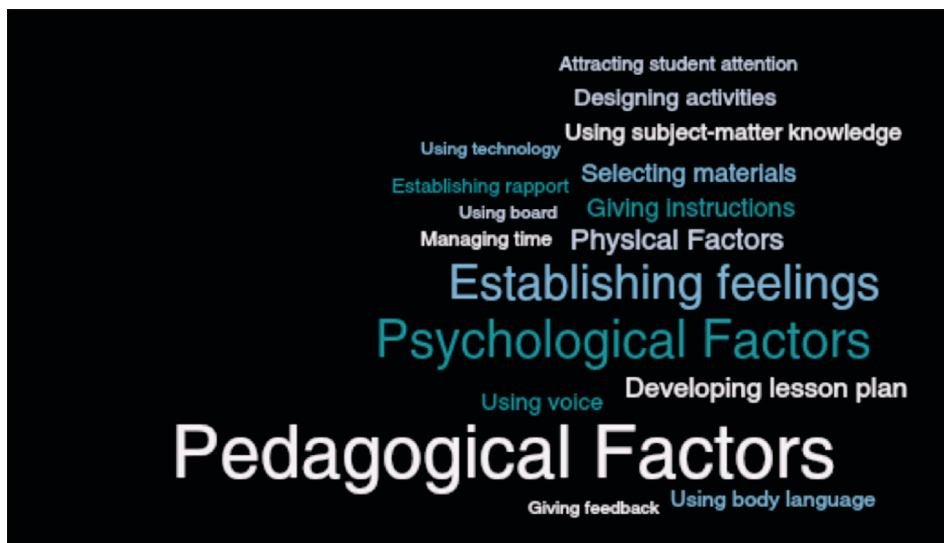 Attracting student attention
Designing activities
Using subject-matter knowledge
Using technology
Selecting materials
Establishing rapport
Giving instructions
Using board
Managing time
Physical Factors
Establishing feelings
Psychological Factors
Developing lesson plan
Using voice
Pedagogical Factors
Using body language
Giving feedback